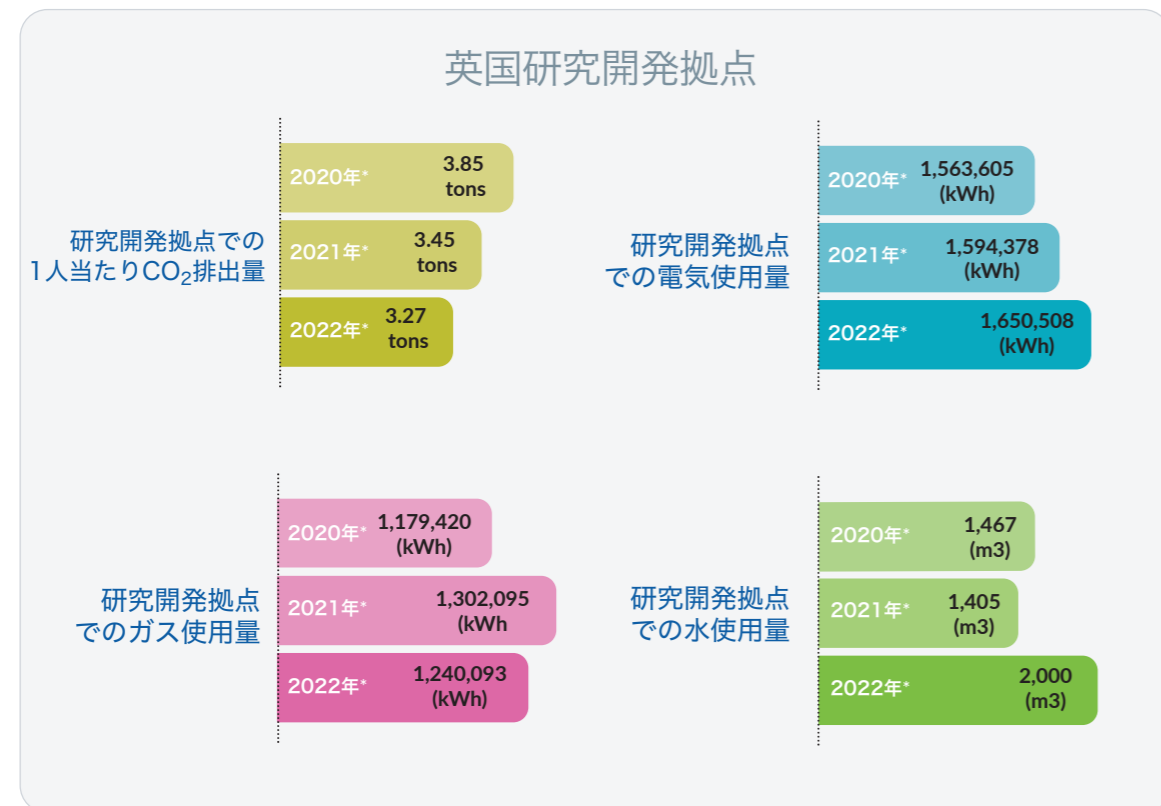 英国研究開発拠点
研究開発拠点での
1人当たりCO₂排出量
2020年*
3.85
tons
2021年*
3.45
tons
2022年*
3.27
tons
研究開発拠点
での電気使用量
2020年*
1,563,605
(kWh)
2021年*
1,594,378
(kWh)
2022年*
1,650,508
(kWh)
研究開発拠点
でのガス使用量
2020年*
1,179,420
(kWh)
2021年*
1,302,095
(kWh
2022年*
1,240,093
(kWh)
研究開発拠点
での水使用量
2020年*
1,467
(m3)
2021年*
1,405
(m3)
2022年*
2,000
(m3)